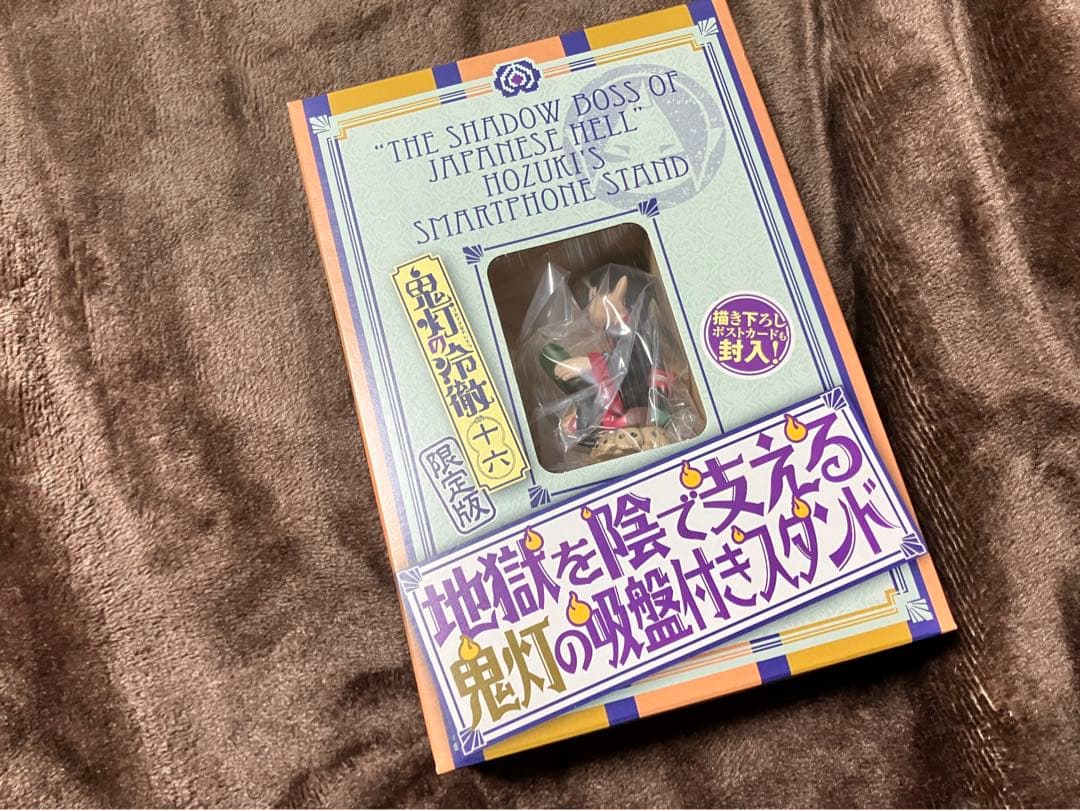 "THE SHADOW BOSS OF
JAPANESE HELL"
HOZUKI'S
SMARTPHONE STAND
鬼灯の冷徹
十六
限定版
描き下ろし
ポストカードも
封入!
地獄を陰で支える
鬼灯の吸盤付きスタンド